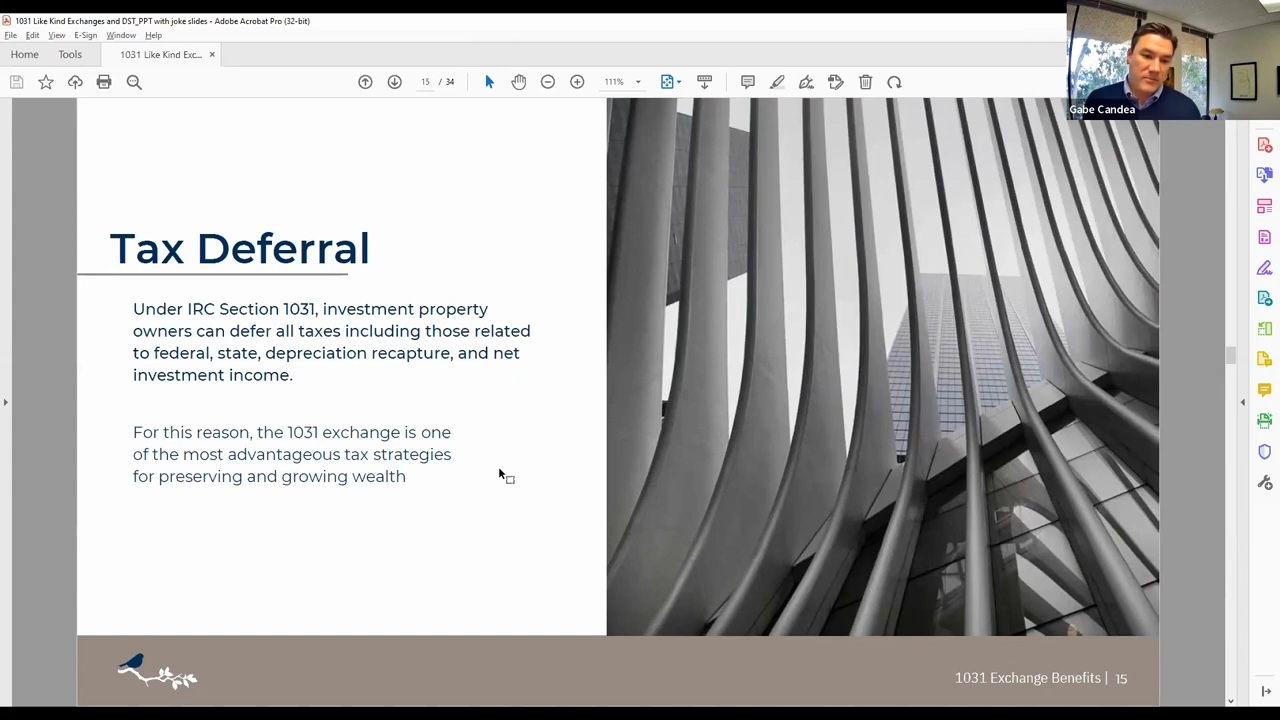 1031 Like Kind Exchanges and DST_PPT with joke slides - Adobe Acrobat Pro (32-bit)
File Edit View E-Sign Window Help
Home Tools 1031 Like Kind Exc... ×
15 / 34 111%
Gabe Candea
Tax Deferral
Under IRC Section 1031, investment property
owners can defer all taxes including those related
to federal, state, depreciation recapture, and net
investment income.
For this reason, the 1031 exchange is one
of the most advantageous tax strategies
for preserving and growing wealth
1031 Exchange Benefits | 15